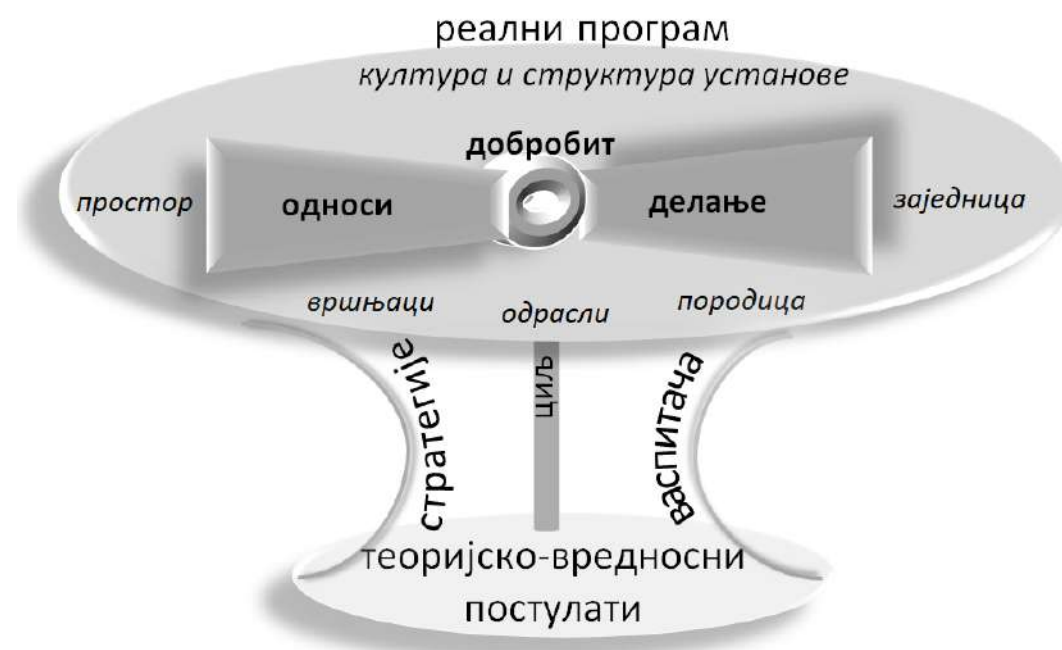 реални програм
култура и структура установе
добробит
простор
односи
делање
заједница
вршњаци
одрасли
породица
стратегије
циљ
васпитача
теоријско-вредносни
постулати